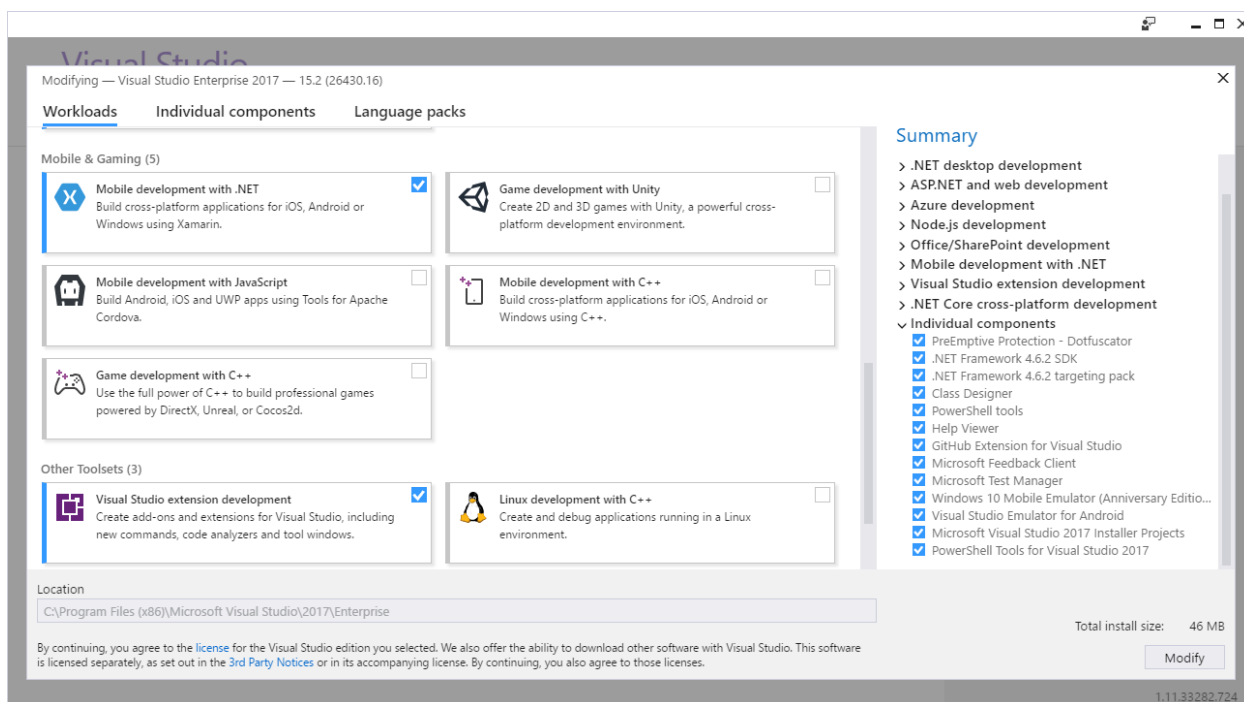 Visual Studio
Modifying — Visual Studio Enterprise 2017 — 15.2 (26430.16)
Workloads
Individual components
Language packs
Mobile & Gaming (5)
Mobile development with .NET
Build cross-platform applications for iOS, Android or
Windows using Xamarin.
Game development with Unity
Create 2D and 3D games with Unity, a powerful cross-
platform development environment.
Mobile development with JavaScript
Build Android, iOS and UWP apps using Tools for Apache
Cordova.
Mobile development with C++
Build cross-platform applications for iOS, Android or
Windows using C++.
Game development with C++
Use the full power of C++ to build professional games
powered by DirectX, Unreal, or Cocos2d.
Other Toolsets (3)
Visual Studio extension development
Create add-ons and extensions for Visual Studio, including
new commands, code analyzers and tool windows.
Linux development with C++
Create and debug applications running in a Linux
environment.
Summary
.NET desktop development
ASP.NET and web development
Azure development
Node.js development
Office/SharePoint development
Mobile development with .NET
Visual Studio extension development
.NET Core cross-platform development
Individual components
PreEmptive Protection - Dotfuscator
.NET Framework 4.6.2 SDK
.NET Framework 4.6.2 targeting pack
Class Designer
PowerShell tools
Help Viewer
GitHub Extension for Visual Studio
Microsoft Feedback Client
Microsoft Test Manager
Windows 10 Mobile Emulator (Anniversary Editio...
Visual Studio Emulator for Android
Microsoft Visual Studio 2017 Installer Projects
PowerShell Tools for Visual Studio 2017
Location
C:\Program Files (x86)\Microsoft Visual Studio\2017\Enterprise
By continuing, you agree to the license for the Visual Studio edition you selected. We also offer the ability to download other software with Visual Studio. This software
is licensed separately, as set out in the 3rd Party Notices or in its accompanying license. By continuing, you also agree to those licenses.
Total install size: 46 MB
Modify
1.11.33282.724